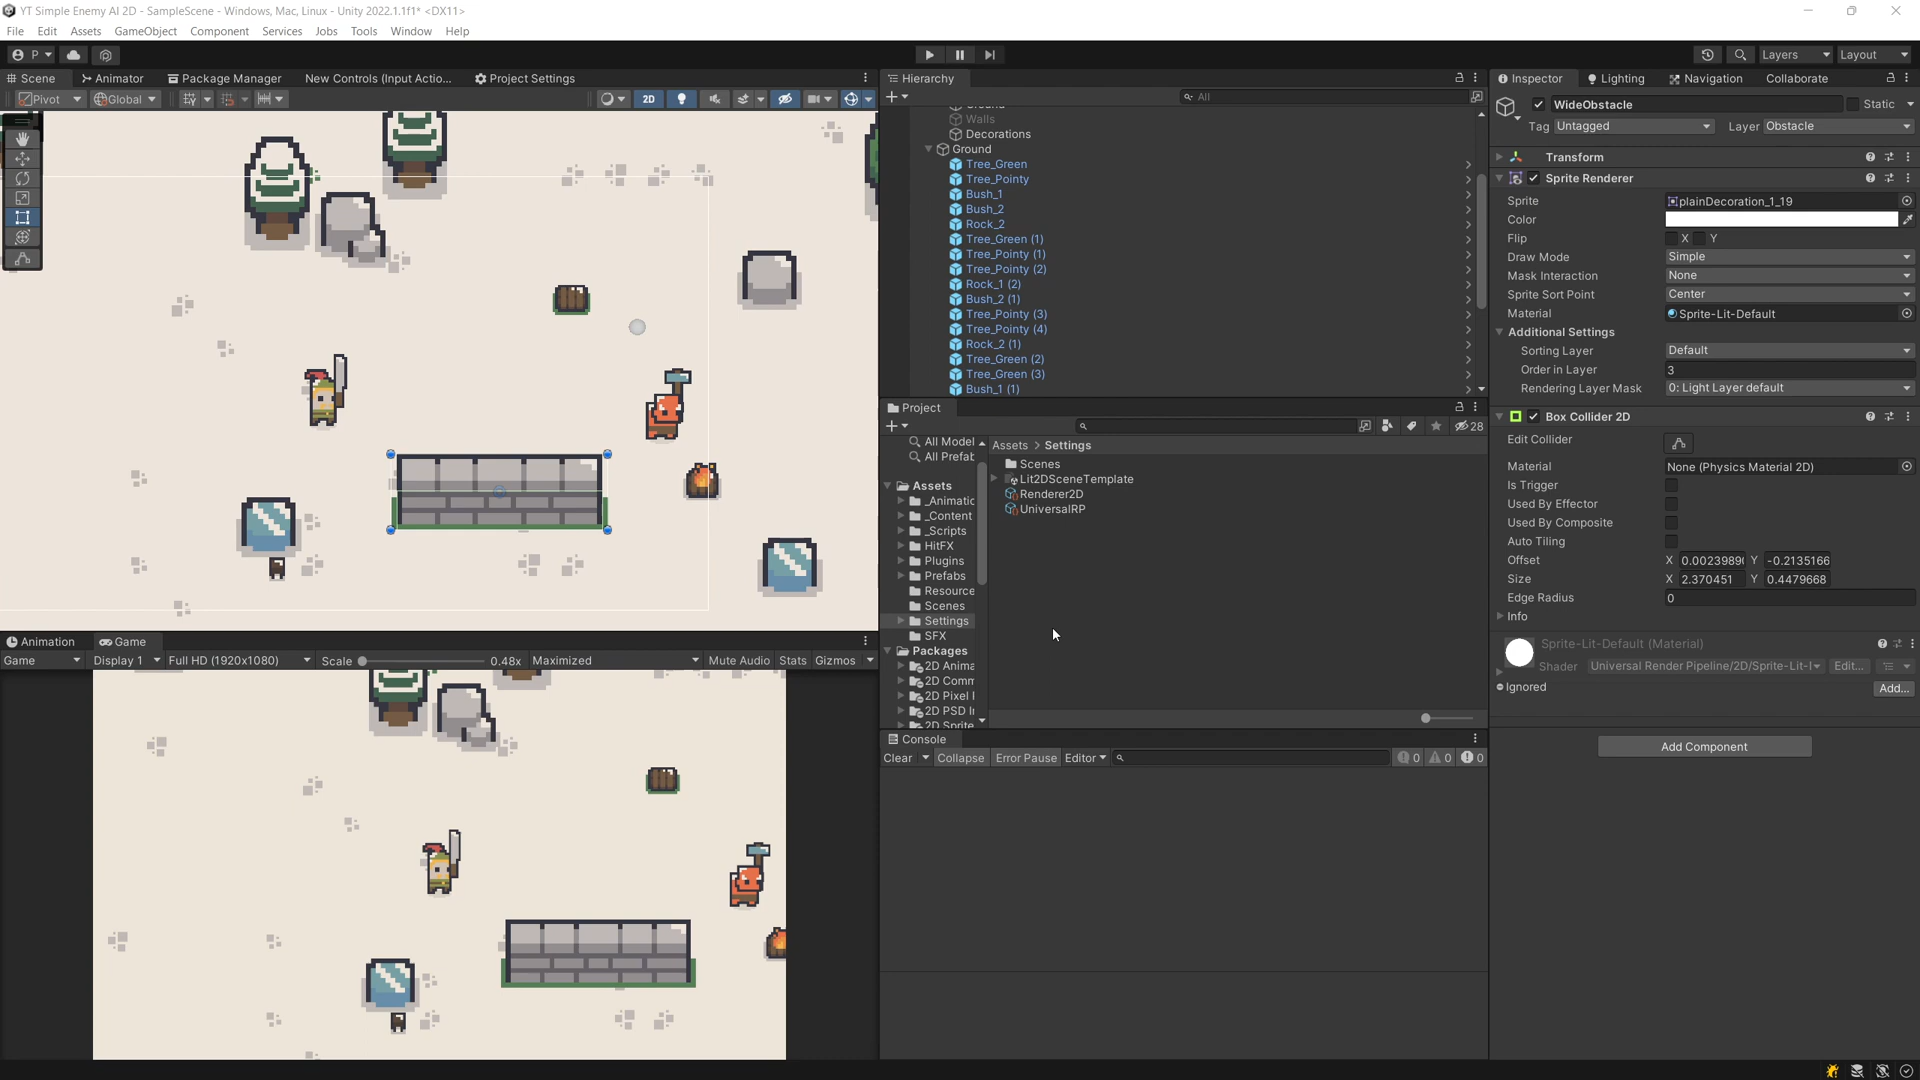 YT Simple Enemy AI 2D - SampleScene - Windows, Mac, Linux - Unity 2022.1.1f1* <DX11>
File Edit Assets GameObject Component Services Jobs Tools Window Help
P
Layers
Layout
Scene
Animator
Package Manager
New Controls (Input Actio...
Project Settings
Pivot
Global
2D
Hierarchy
All
Walls
Decorations
Ground
Tree_Green
Tree_Pointy
Bush_1
Bush_2
Rock_2
Tree_Green (1)
Tree_Pointy (1)
Tree_Pointy (2)
Rock_1 (2)
Bush_2 (1)
Tree_Pointy (3)
Tree_Pointy (4)
Rock_2 (1)
Tree_Green (2)
Tree_Green (3)
Bush_1 (1)
Project
28
All Model
All Prefab
Assets
_Animatic
_Content
_Scripts
HitFX
Plugins
Prefabs
Resource
Scenes
Settings
SFX
Packages
2D Anima
2D Comm
2D Pixel
2D PSD I
2D Sprite
Assets > Settings
Scenes
Lit2DSceneTemplate
Renderer2D
UniversalRP
Console
Clear
Collapse
Error Pause
Editor
0
0
0
Animation
Game
Game
Display 1
Full HD (1920x1080)
Scale
0.48x
Maximized
Mute Audio
Stats
Gizmos
Inspector
Lighting
Navigation
Collaborate
WideObstacle
Static
Tag Untagged
Layer Obstacle
Transform
Sprite Renderer
Sprite plainDecoration_1_19
Color
Flip X Y
Draw Mode Simple
Mask Interaction None
Sprite Sort Point Center
Material Sprite-Lit-Default
Additional Settings
Sorting Layer Default
Order in Layer 3
Rendering Layer Mask 0: Light Layer default
Box Collider 2D
Edit Collider
Material None (Physics Material 2D)
Is Trigger
Used By Effector
Used By Composite
Auto Tiling
Offset X 0.0023989 Y -0.2135166
Size X 2.370451 Y 0.4479668
Edge Radius 0
Info
Sprite-Lit-Default (Material)
Shader Universal Render Pipeline/2D/Sprite-Lit-
Edit...
Ignored
Add...
Add Component